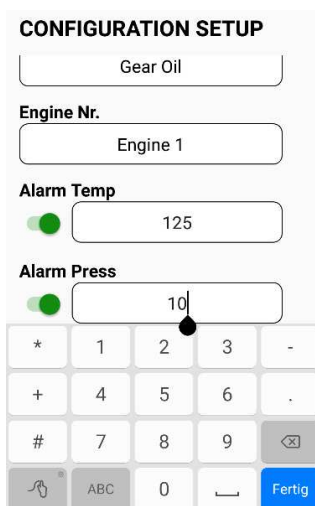 CONFIGURATION SETUP
Gear Oil
Engine Nr.
Engine 1
Alarm Temp
125
Alarm Press
10
* 1 2 3 -
+ 4 5 6 .
# 7 8 9
ABC 0 Fertig